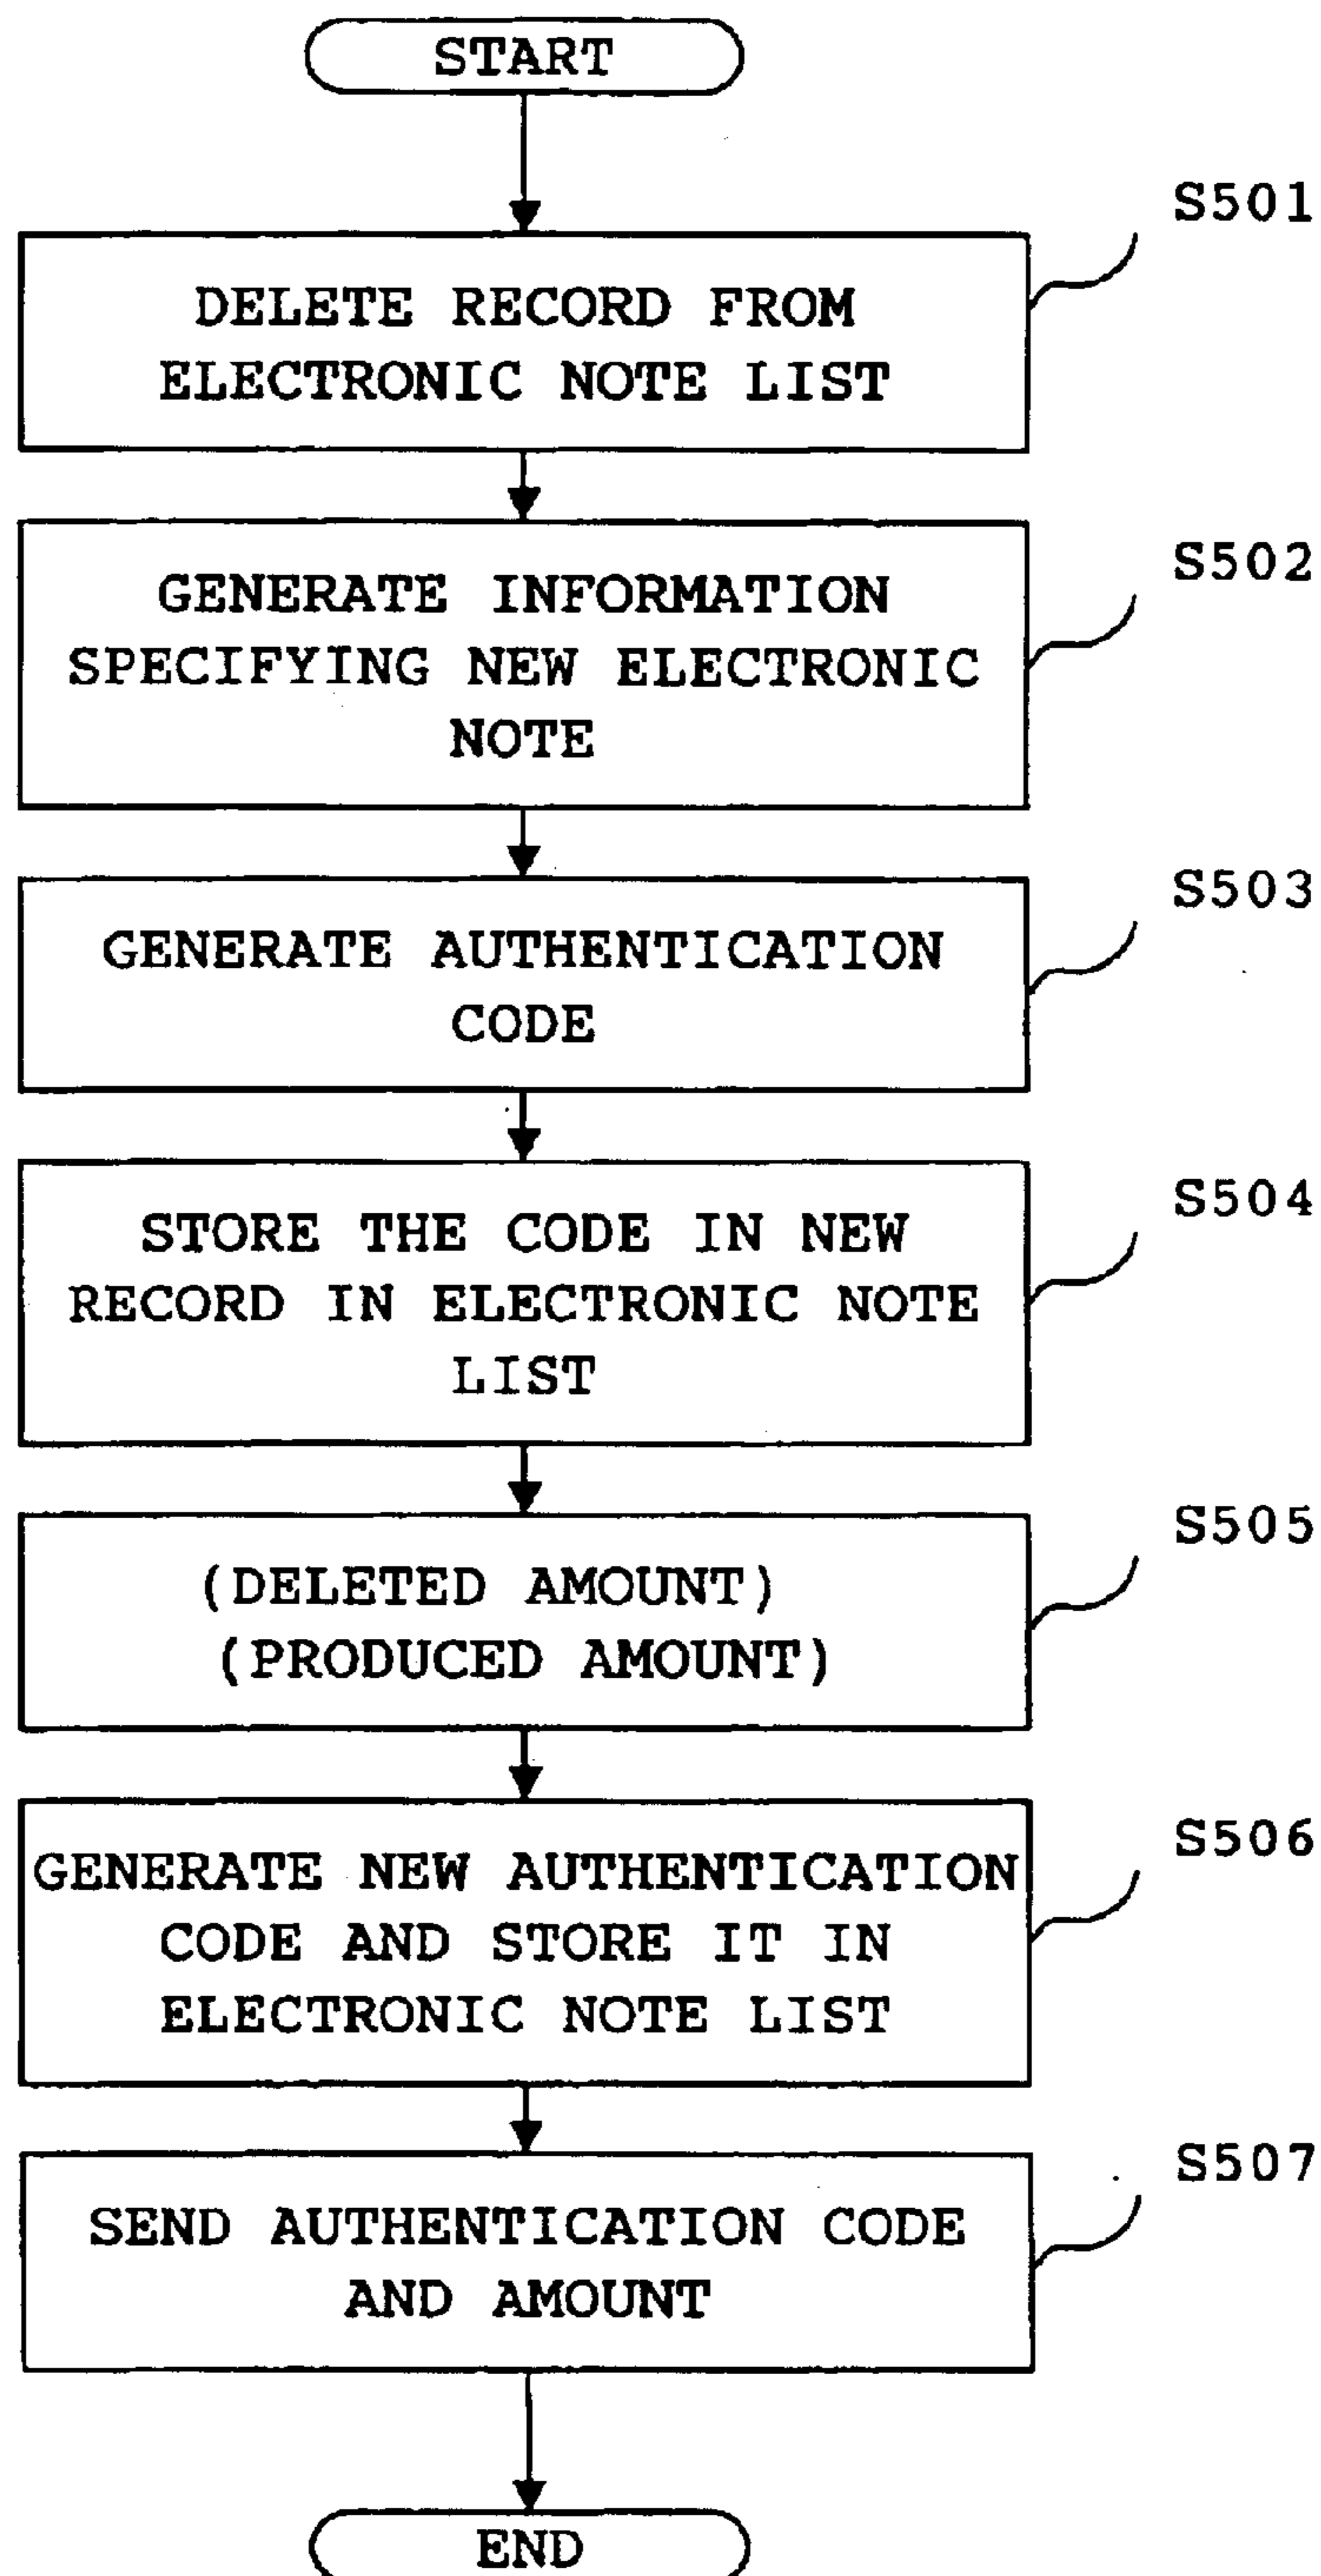 START
S501
DELETE RECORD FROM
ELECTRONIC NOTE LIST
S502
GENERATE INFORMATION
SPECIFYING NEW ELECTRONIC
NOTE
S503
GENERATE AUTHENTICATION
CODE
S504
STORE THE CODE IN NEW
RECORD IN ELECTRONIC NOTE
LIST
S505
(DELETED AMOUNT)
(PRODUCED AMOUNT)
S506
GENERATE NEW AUTHENTICATION
CODE AND STORE IT IN
ELECTRONIC NOTE LIST
S507
SEND AUTHENTICATION CODE
AND AMOUNT
END